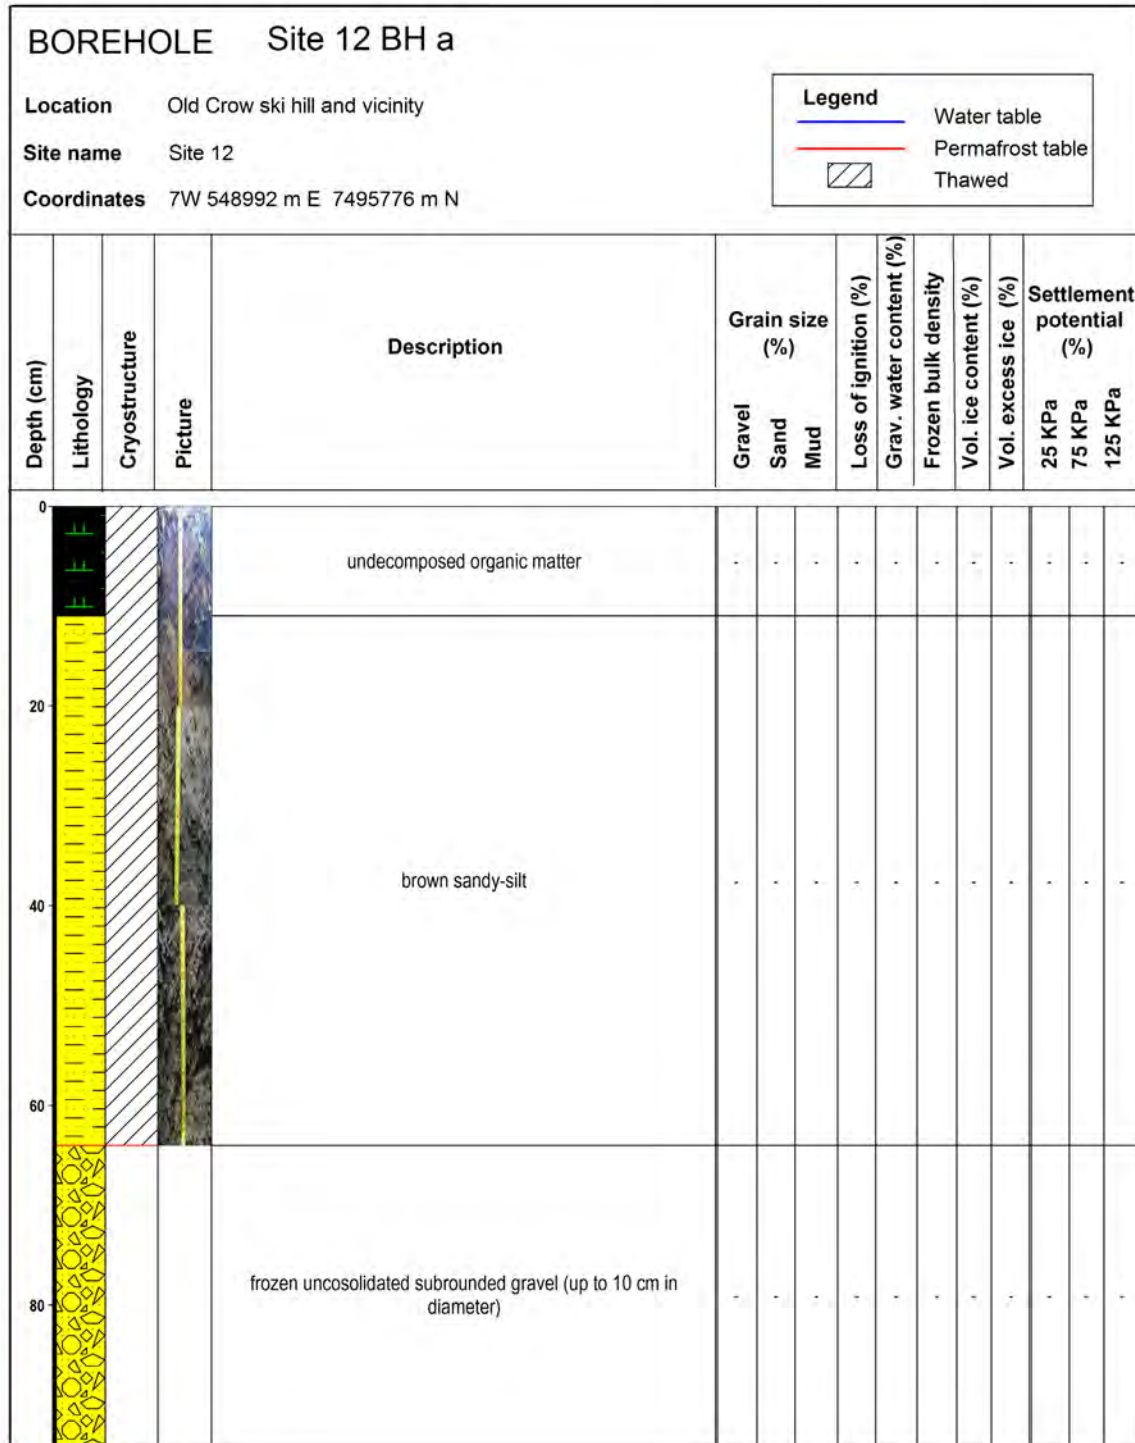 BOREHOLE Site 12 BH a
Location Old Crow ski hill and vicinity
Site name Site 12
Coordinates 7W 548992 m E 7495776 m N
Legend
Water table
Permafrost table
Thawed
Depth (cm)
Lithology
Cryostructure
Picture
Description
Grain size
(%)
Gravel
Sand
Mud
Loss of ignition (%)
Grav. water content (%)
Frozen bulk density
Vol. ice content (%)
Vol. excess ice (%)
Settlement
potential
(%)
25 KPa
75 KPa
125 KPa
0
undecomposed organic matter - - - - - - - - - - -
20
brown sandy-silt - - - - - - - - - - -
40
60
frozen uncosolidated subrounded gravel (up to 10 cm in
diameter) - - - - - - - - - - -
80